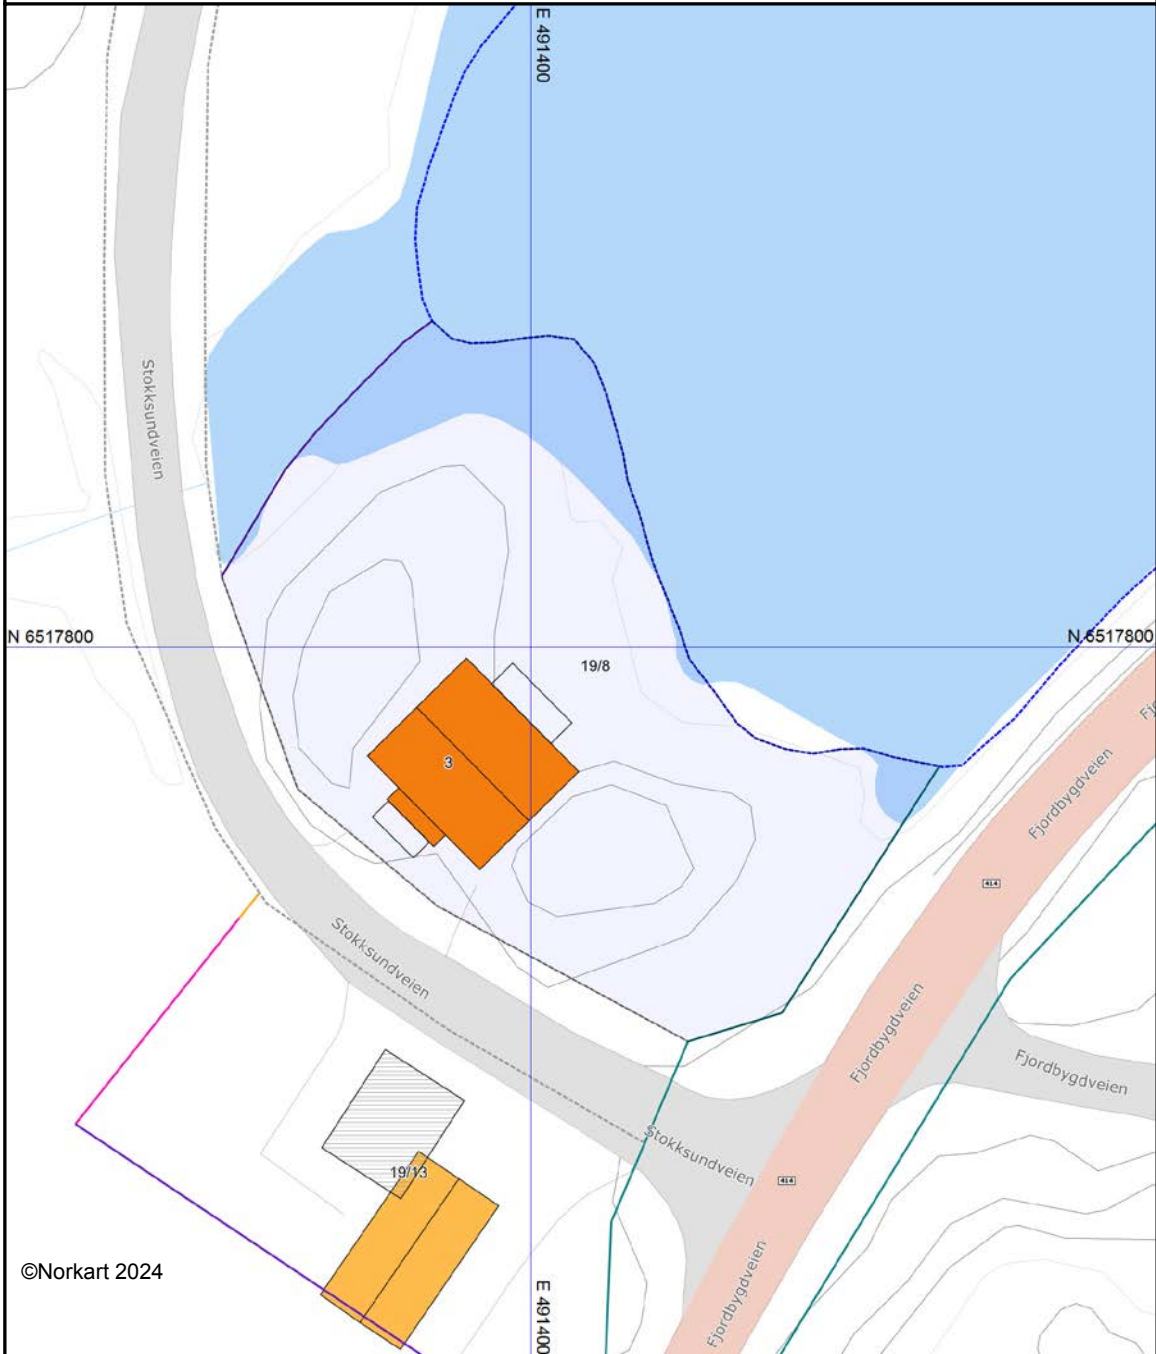 E 491400
Stokksundveien
N 6517800
N 6517800
19/8
Fjo
3
Fjordbygdveien
414
Stokksundveien
Fjordbygdveien
Fjordbygdveien
Stokksundveien
19/13
414
©Norkart 2024
Fjordbygdveien
E 491400